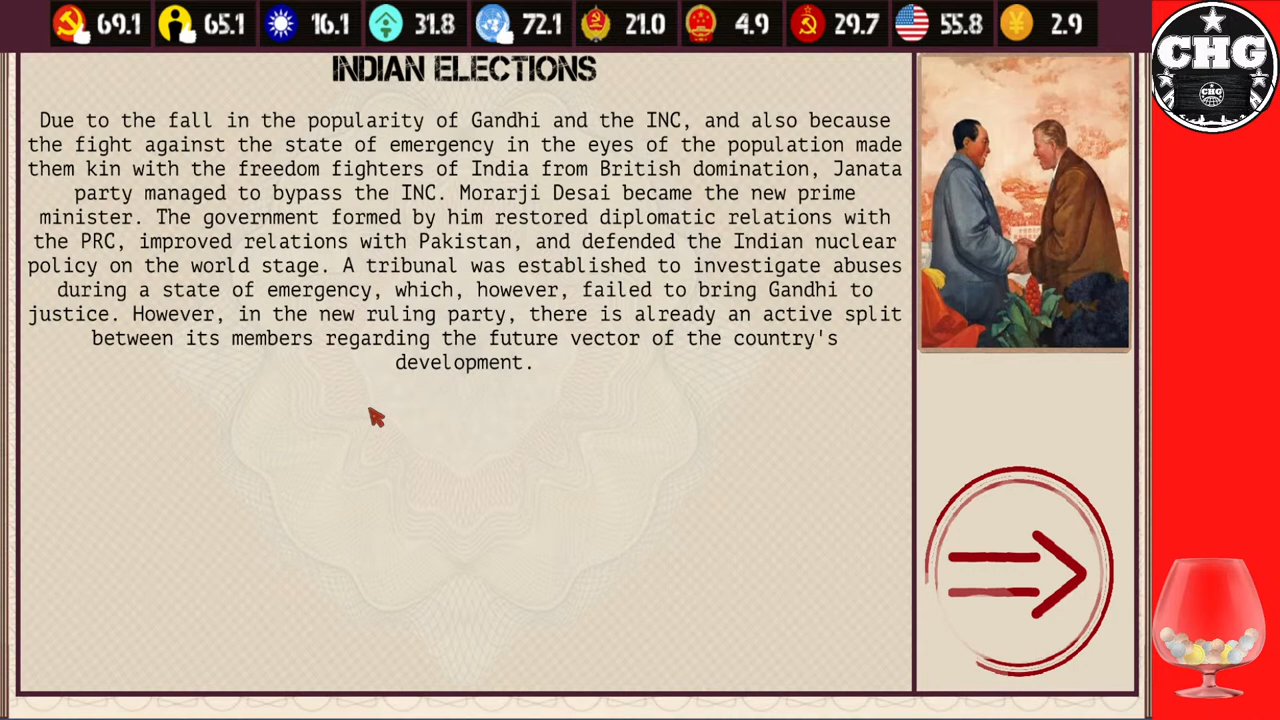 69.1 65.1 16.1 31.8 72.1 21.0 4.9 29.7 55.8 2.9
CHG
CHG
INDIAN ELECTIONS
Due to the fall in the popularity of Gandhi and the INC, and also because
the fight against the state of emergency in the eyes of the population made
them kin with the freedom fighters of India from British domination, Janata
party managed to bypass the INC. Morarji Desai became the new prime
minister. The government formed by him restored diplomatic relations with
the PRC, improved relations with Pakistan, and defended the Indian nuclear
policy on the world stage. A tribunal was established to investigate abuses
during a state of emergency, which, however, failed to bring Gandhi to
justice. However, in the new ruling party, there is already an active split
between its members regarding the future vector of the country's
development.